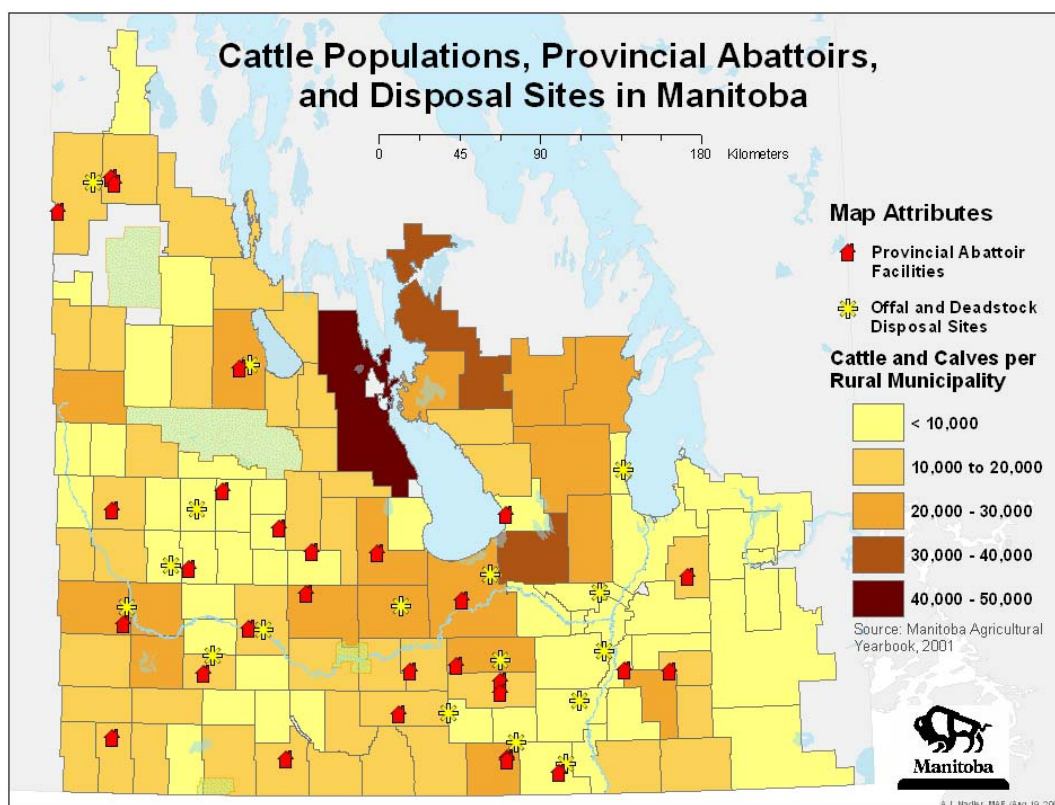 Cattle Populations, Provincial Abattoirs,
and Disposal Sites in Manitoba
0 45 90 180 Kilometers
Map Attributes
Provincial Abattoir
Facilities
Offal and Deadstock
Disposal Sites
Cattle and Calves per
Rural Municipality
< 10,000
10,000 to 20,000
20,000 - 30,000
30,000 - 40,000
40,000 - 50,000
Source: Manitoba Agricultural
Yearbook, 2001
Manitoba